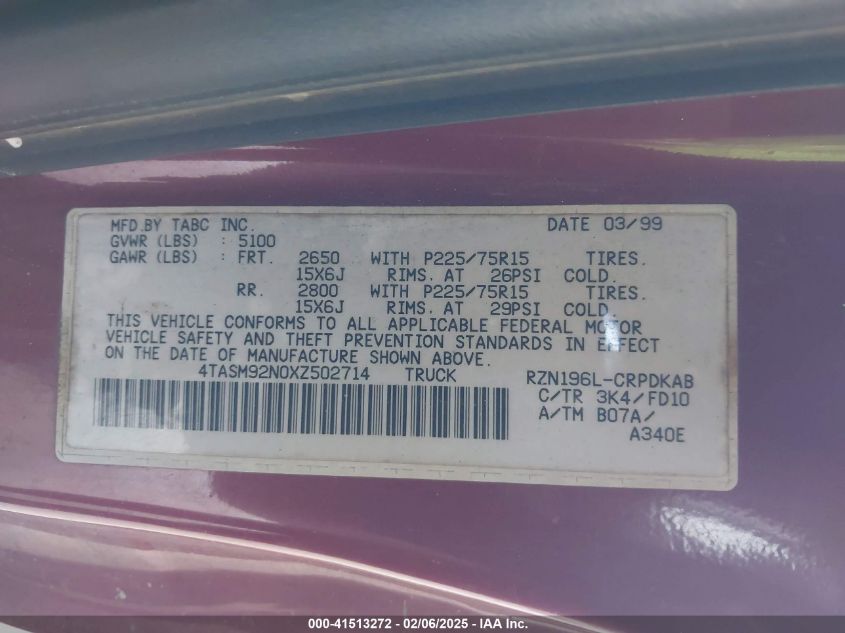 MFD.BY TABC INC. DATE 03/99
GVWR (LBS) : 5100
GAWR (LBS) : FRT. 2650 WITH P225/75R15 TIRES.
15X6J RIMS. AT 26PSI COLD.
RR. 2800 WITH P225/75R15 TIRES.
15X6J RIMS. AT 29PSI COLD.
THIS VEHICLE CONFORMS TO ALL APPLICABLE FEDERAL MOTOR
VEHICLE SAFETY AND THEFT PREVENTION STANDARDS IN EFFECT
ON THE DATE OF MANUFACTURE SHOWN ABOVE.
4TASM92N0XZ502714 TRUCK RZN196L-CRPDKAB
C/TR 3K4/FD10
A/TM B07A/
A340E
000-41513272 - 02/06/2025 - IAA Inc.